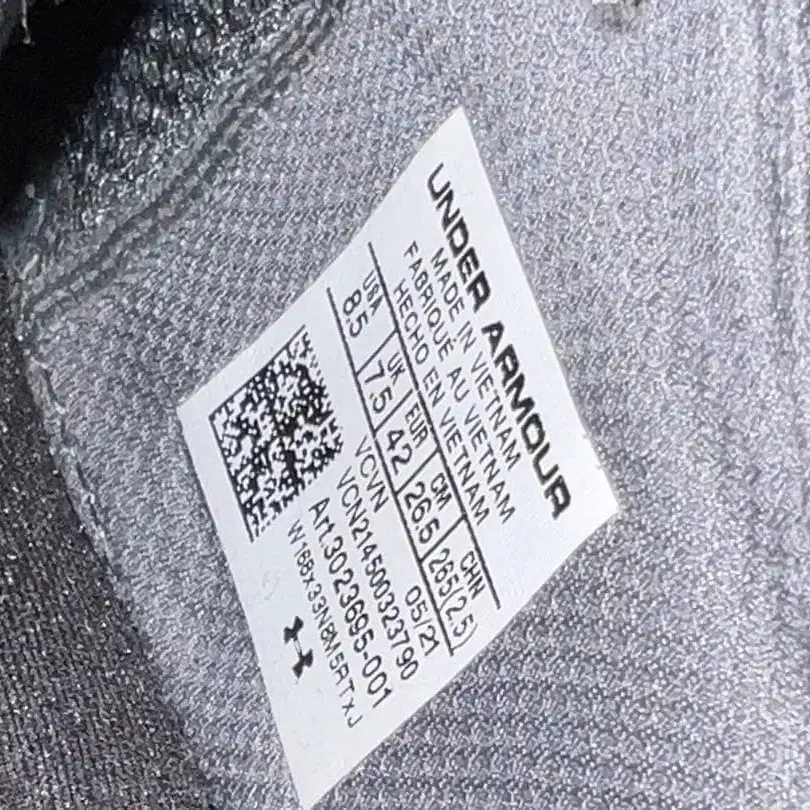 UNDER ARMOUR
MADE IN VIETNAM
FABRIQUÉ AU VIETNAM
HECHO EN VIETNAM
USA UK EUR CM CHN
8.5 7.5 42 26.5 265(2.5)
VCVN 05/21
VCN214500323790
Art.3023695-001